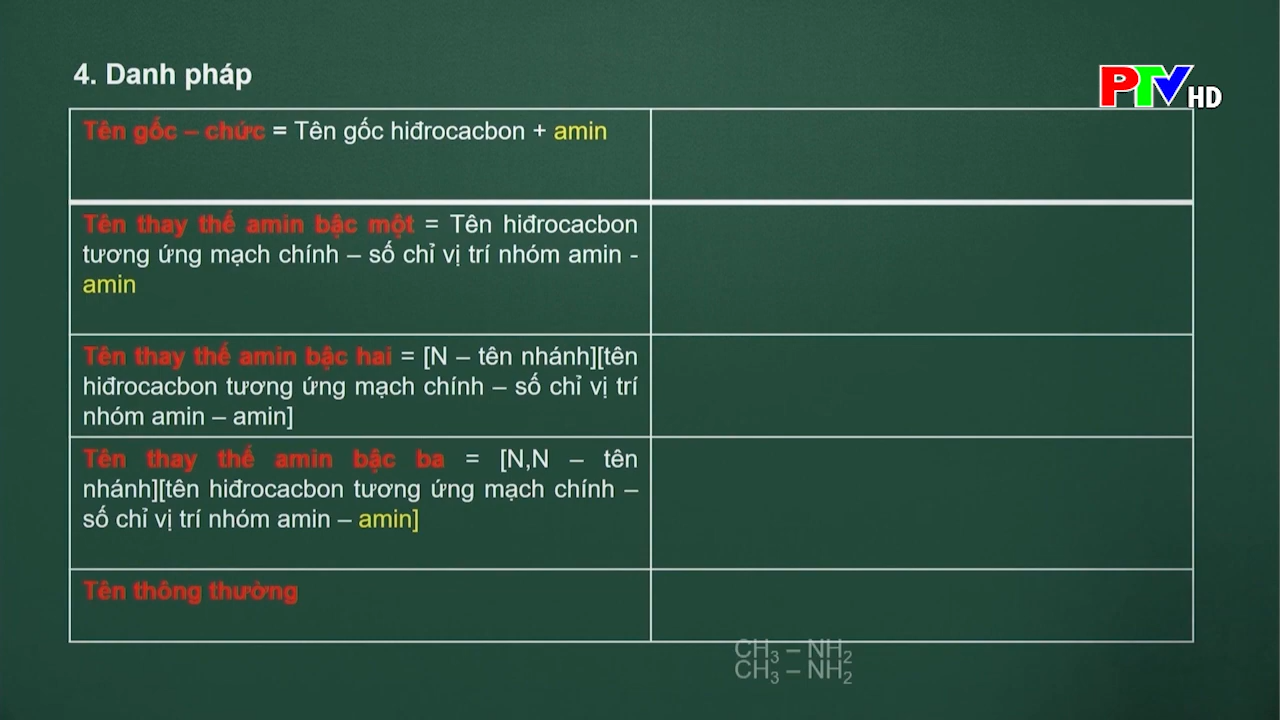 4. Danh pháp
PTV HD
Tên gốc – chức = Tên gốc hiđrocacbon + amin
Tên thay thế amin bậc một = Tên hiđrocacbon
tương ứng mạch chính – số chỉ vị trí nhóm amin -
amin
Tên thay thế amin bậc hai = [N – tên nhánh][tên
hiđrocacbon tương ứng mạch chính – số chỉ vị trí
nhóm amin – amin]
Tên thay thế amin bậc ba = [N,N – tên
nhánh][tên hiđrocacbon tương ứng mạch chính –
số chỉ vị trí nhóm amin – amin]
Tên thông thường
CH₃ – NH₂
CH₃ – NH₂